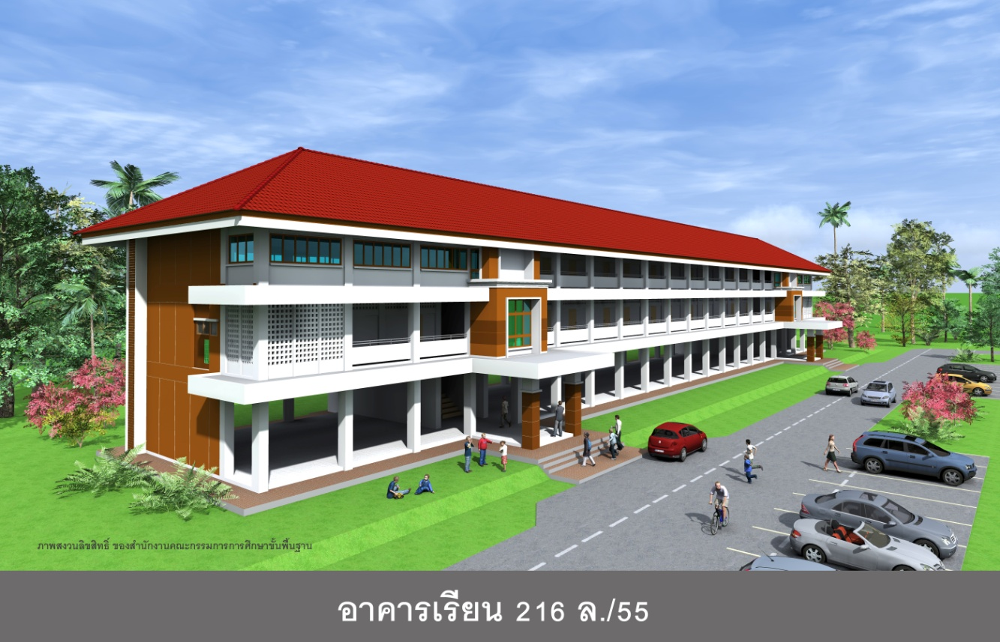 ภาพสงวนลิขสิทธิ์ ของสำนักงานคณะกรรมการการศึกษาขั้นพื้นฐาน
อาคารเรียน 216 ล./55